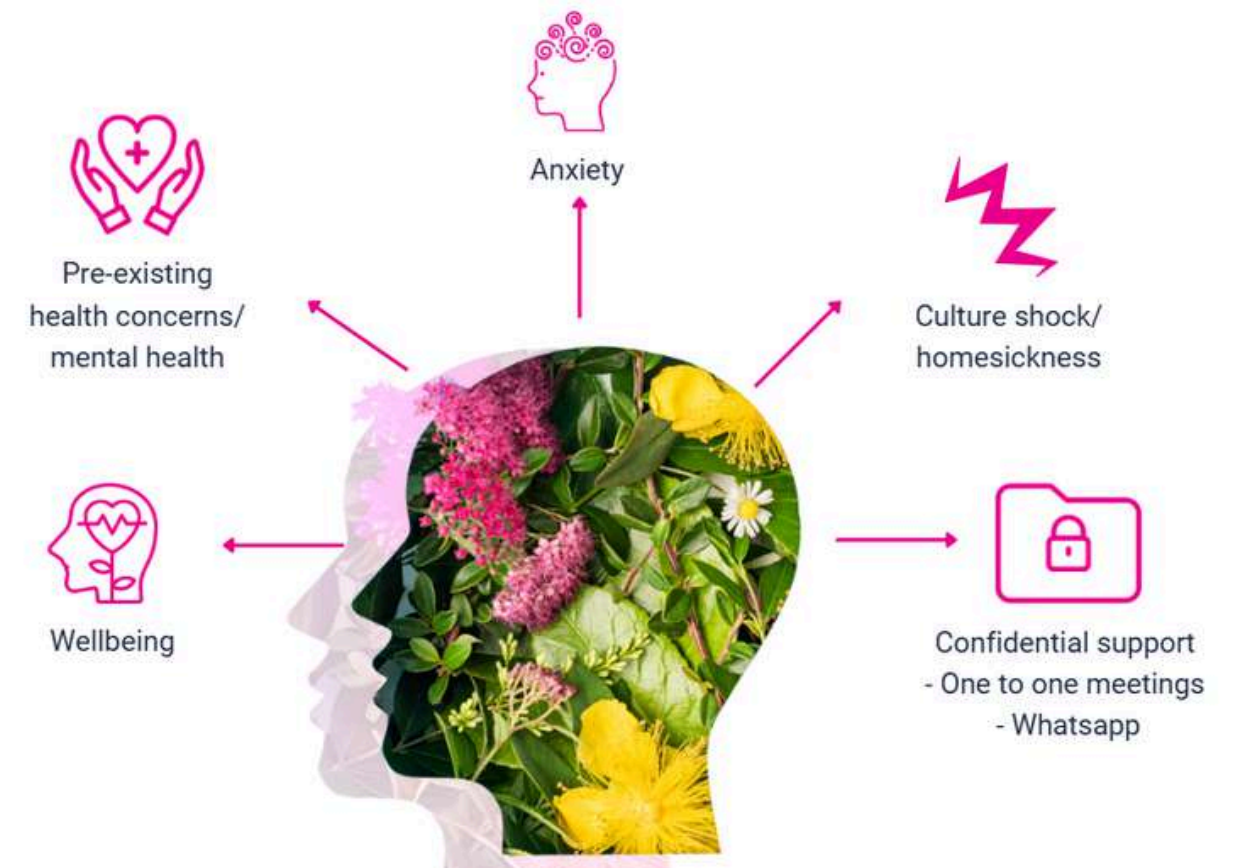 Anxiety
Pre-existing
health concerns/
mental health
Culture shock/
homesickness
Wellbeing
Confidential support
- One to one meetings
- Whatsapp